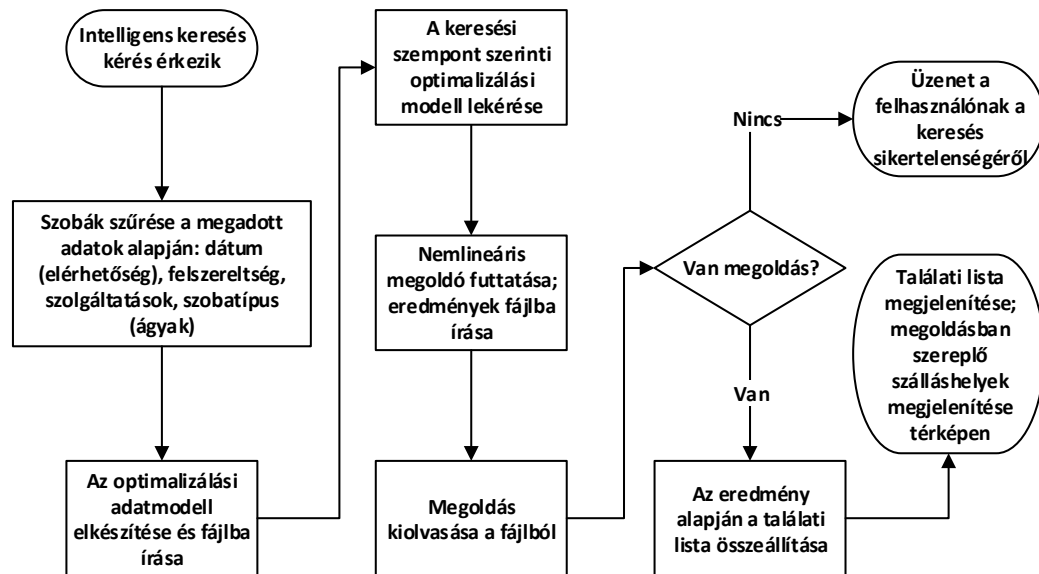 Intelligens keresés
kérés érkezik
Szobák szűrése a megadott
adatok alapján: dátum
(elérhetőség), felszereltség,
szolgáltatások, szobatípus
(ágyak)
Az optimalizálási
adatmodell
elkészítése és fájlba
írása
A keresési
szempont szerinti
optimalizálási
modell lekérése
Nemlineáris
megoldó futtatása;
eredmények fájlba
írása
Megoldás
kiolvasása a fájlból
Van megoldás?
Nincs
Üzenet a
felhasználónak a
keresés
sikertelenségéről
Van
Az eredmény
alapján a találati
lista összeállítása
Találati lista
megjelenítése;
megoldásban
szereplő
szálláshelyek
megjelenítése
térképen